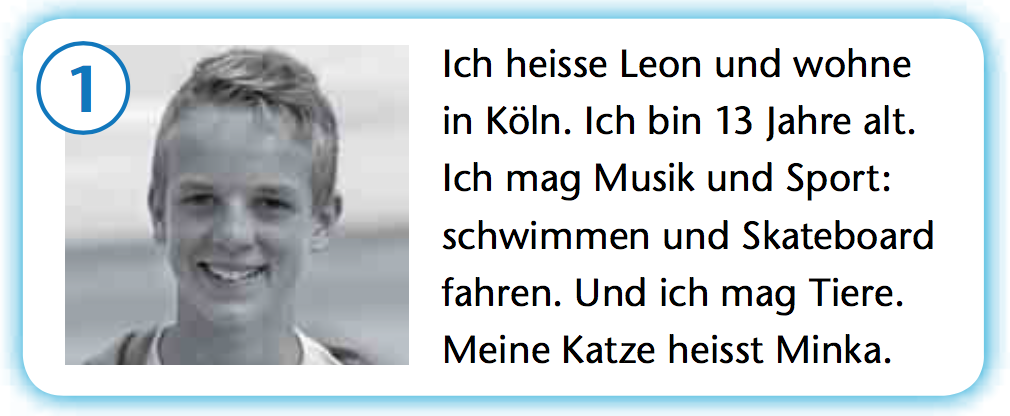 1
Ich heisse Leon und wohne
in Köln. Ich bin 13 Jahre alt.
Ich mag Musik und Sport:
schwimmen und Skateboard
fahren. Und ich mag Tiere.
Meine Katze heisst Minka.